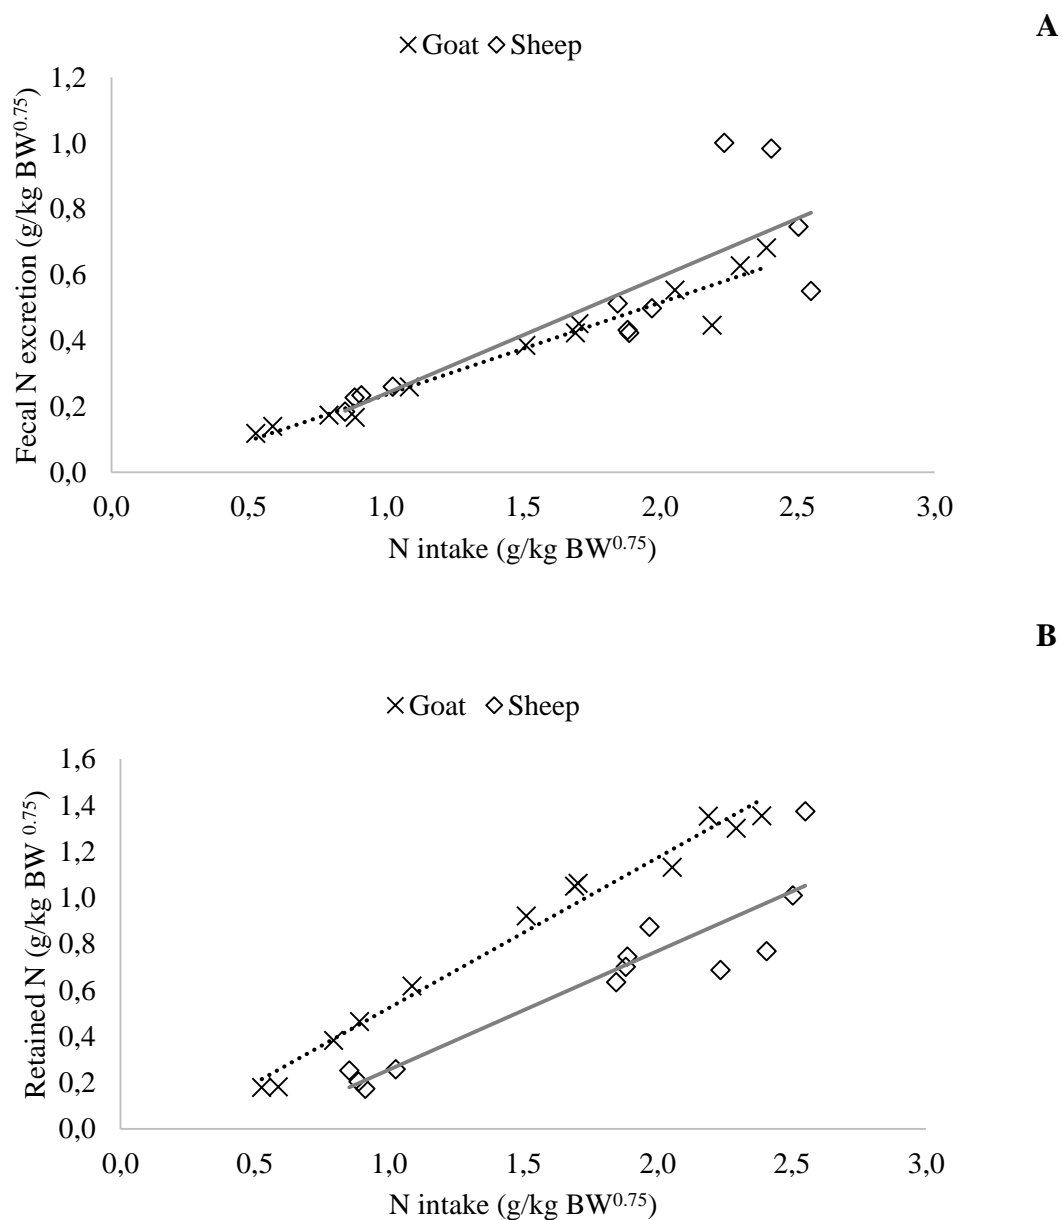 A
Goat Sheep
Fecal N excretion (g/kg BW0.75)
1,2
1,0
0,8
0,6
0,4
0,2
0,0
0,0 0,5 1,0 1,5 2,0 2,5 3,0
N intake (g/kg BW0.75)
B
Goat Sheep
Retained N (g/kg BW 0.75)
1,6
1,4
1,2
1,0
0,8
0,6
0,4
0,2
0,0
0,0 0,5 1,0 1,5 2,0 2,5 3,0
N intake (g/kg BW0.75)